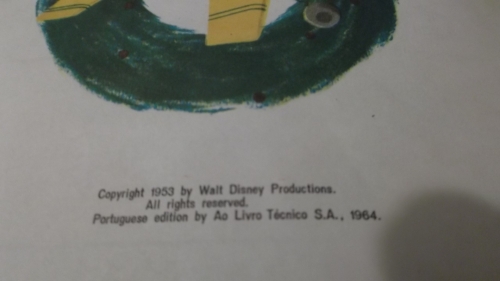 Copyright 1953 by Walt Disney Productions.
All rights reserved.
Portuguese edition by Ao Livro Técnico S.A., 1964.